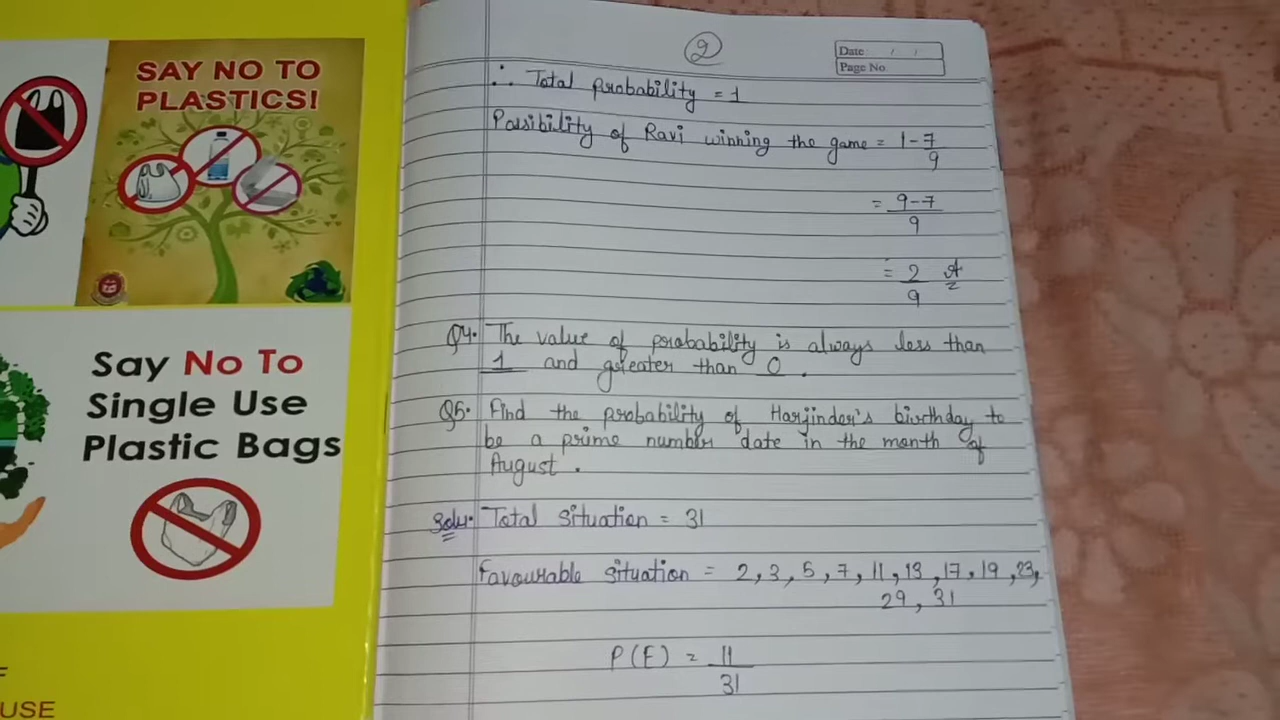 SAY NO TO
PLASTICS!
Say No To
Single Use
Plastic Bags
USE
2
Date / /
Page No
∴ Total probability = 1
Possibility of Ravi winning the game = 1 - 7/9
= 9-7/9
= 2/9
Q4. The value of probability is always less than
1 and greater than 0.
Q5. Find the probability of Harjinder's birthday to
be a prime number date in the month of
August.
Solu. Total situation = 31
Favourable situation = 2, 3, 5, 7, 11, 13, 17, 19, 23,
29, 31
P(E) = 11/31